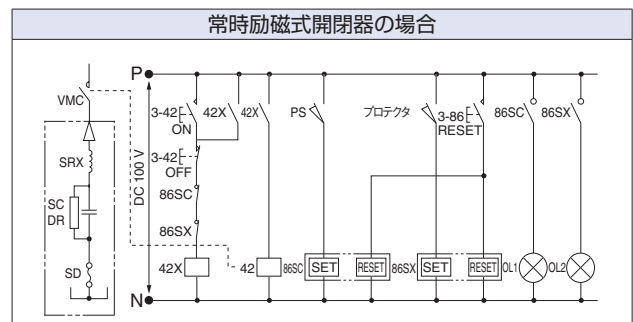 常時励磁式開閉器の場合
P
VMC
3-42
ON
42X
42X
PS
プロテクタ
3-86
RESET
86SC
86SX
3-42
OFF
SRX
DC 100 V
SC
DR
86SC
86SX
SD
42X
42
86SC
SET
RESET
86SX
SET
RESET
OL1
OL2
N